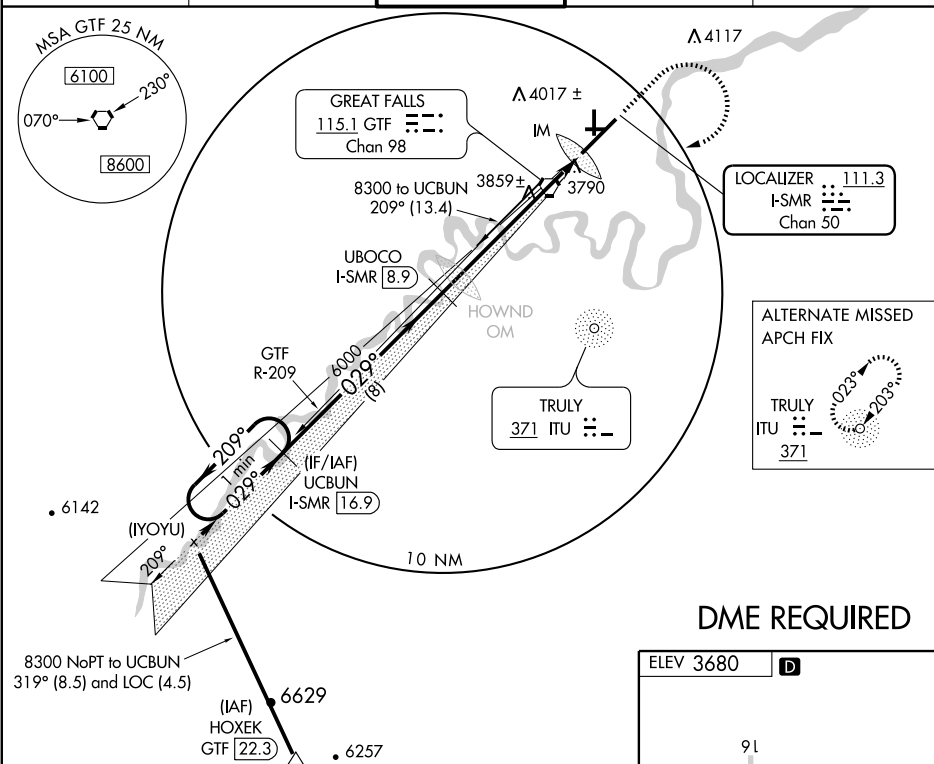 MSA GTF 25 NM
6100
230°
070°
8600
4117
4017 ±
GREAT FALLS
115.1 GTF
Chan 98
IM
3859±
3790
8300 to UCBUN
209° (13.4)
LOCALIZER 111.3
I-SMR
Chan 50
UBOCO
I-SMR 8.9
HOWND
OM
ALTERNATE MISSED
APCH FIX
023°
203°
TRULY
ITU
371
GTF
R-209
6000
029°
(8)
TRULY
371 ITU
209°
1 min
029°
(IF/IAF)
UCBUN
I-SMR 16.9
6142
(IYOYU)
209°
10 NM
DME REQUIRED
8300 NoPT to UCBUN
319° (8.5) and LOC (4.5)
6629
(IAF)
HOXEK
GTF 22.3
6257
ELEV 3680 D
16